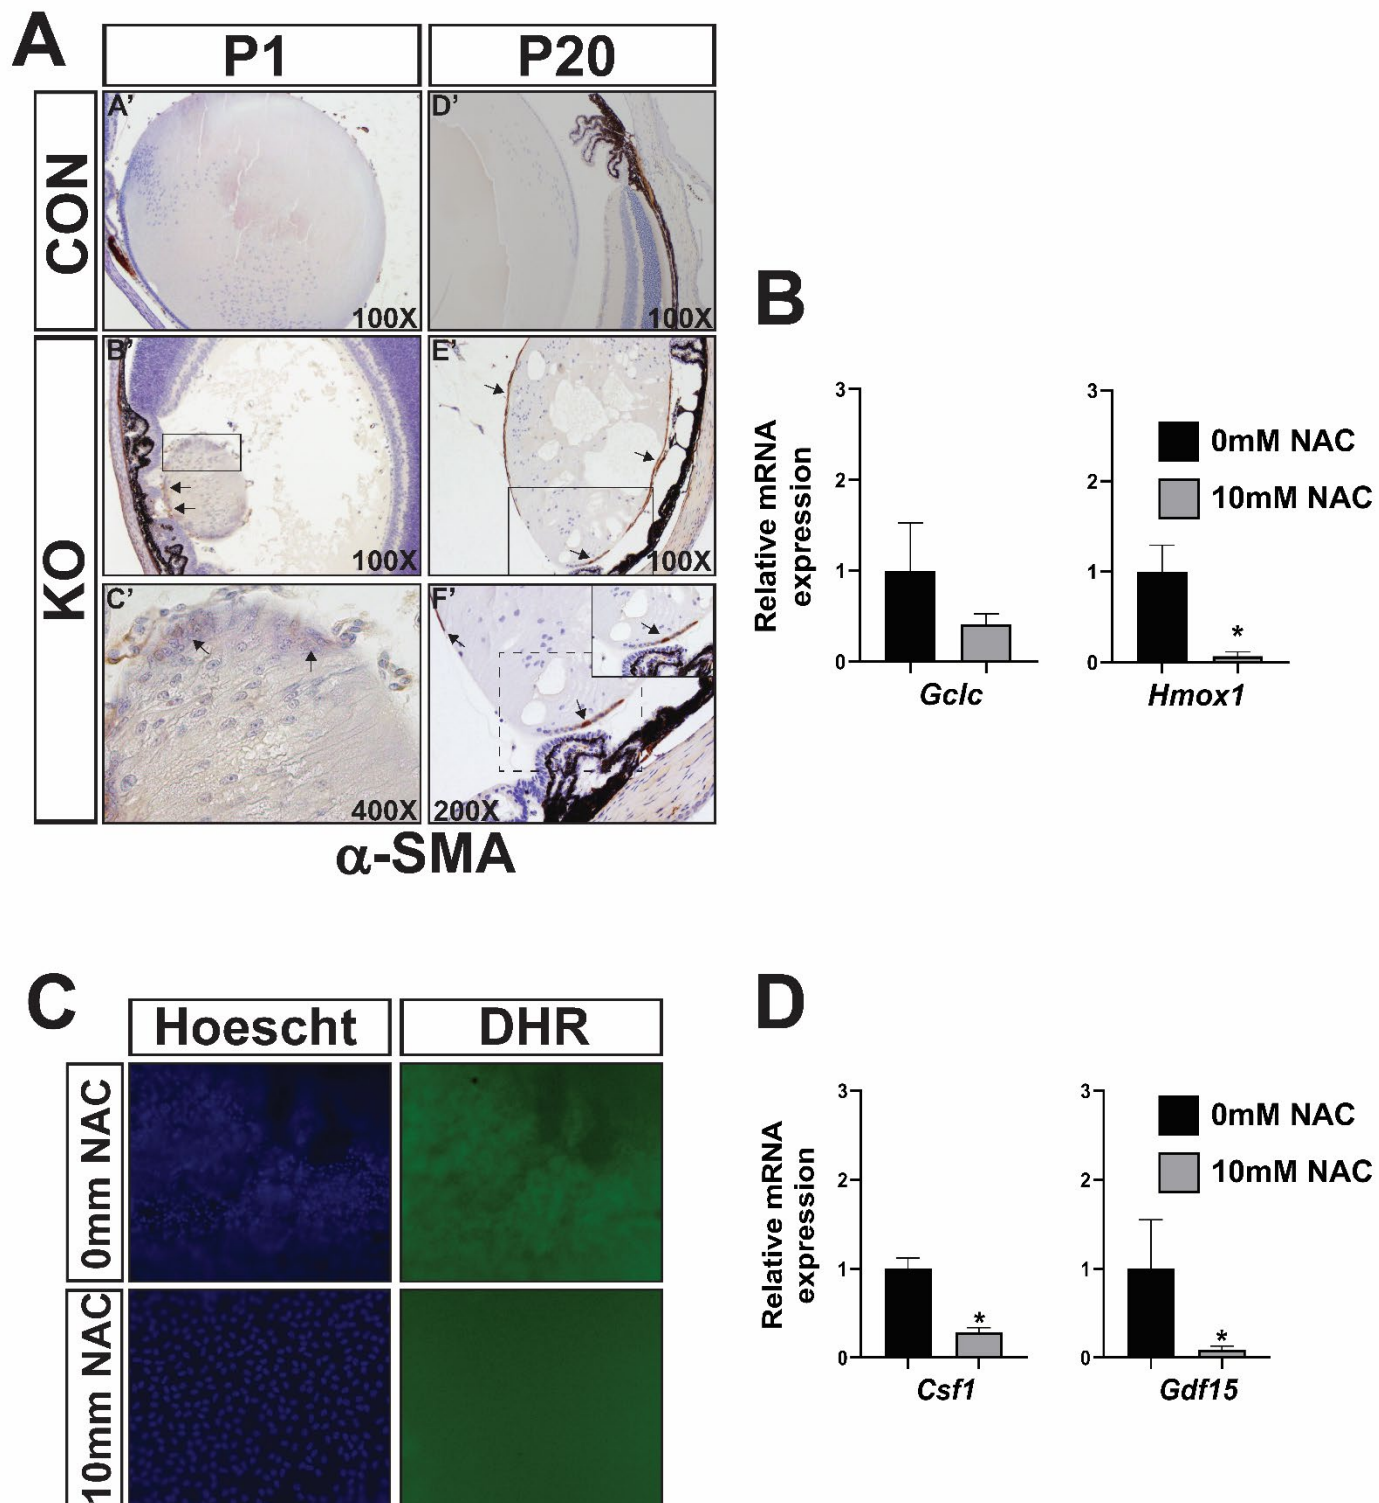 A
P1
P20
CON
KO
A’
100X
D’
100X
B’
100X
E’
100X
C’
400X
F’
200X
α-SMA
B
Relative mRNA
expression
3
2
1
0
Gclc
3
2
1
0
Hmox1
*
0mM NAC
10mM NAC
C
Hoescht
DHR
0mm NAC
10mm NAC
D
Relative mRNA
expression
3
2
1
0
*
Csf1
3
2
1
0
*
Gdf15
0mM NAC
10mM NAC